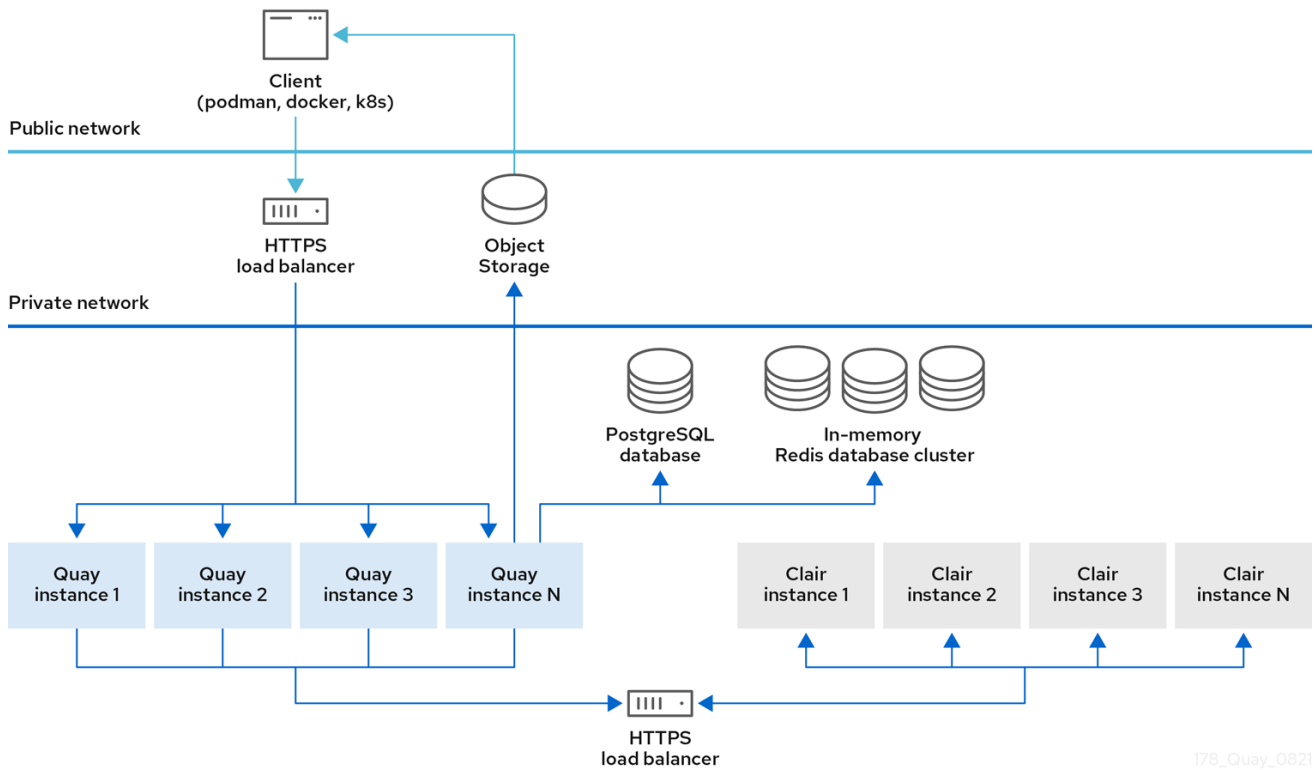 Client
(podman, docker, k8s)
Public network
HTTPS
load balancer
Object
Storage
Private network
PostgreSQL
database
In-memory
Redis database cluster
Quay
instance 1
Quay
instance 2
Quay
instance 3
Quay
instance N
Clair
instance 1
Clair
instance 2
Clair
instance 3
Clair
instance N
HTTPS
load balancer
178_Quay_0821